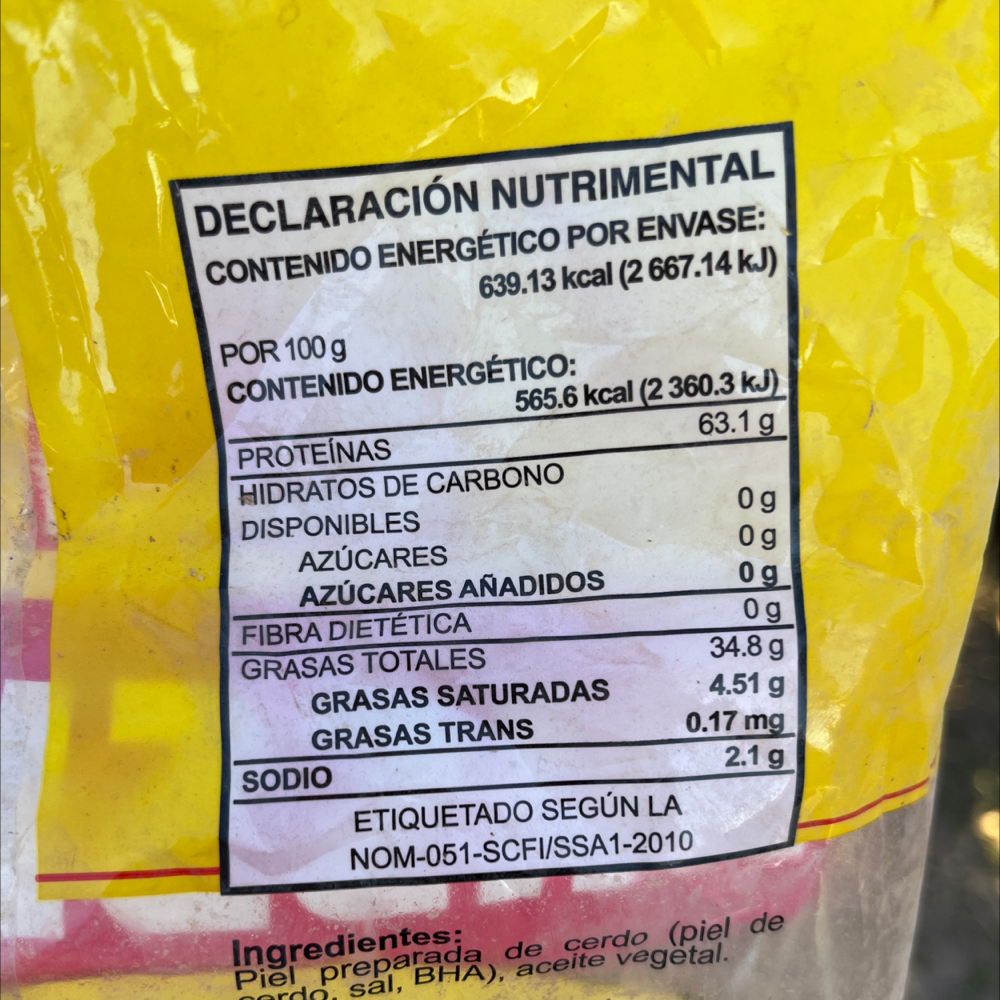 DECLARACIÓN NUTRIMENTAL
CONTENIDO ENERGÉTICO POR ENVASE:
639.13 kcal (2 667.14 kJ)
POR 100 g
CONTENIDO ENERGÉTICO:
565.6 kcal (2 360.3 kJ)
PROTEÍNAS 63.1 g
HIDRATOS DE CARBONO
DISPONIBLES 0 g
AZÚCARES 0 g
AZÚCARES AÑADIDOS 0 g
FIBRA DIETÉTICA 0 g
GRASAS TOTALES 34.8 g
GRASAS SATURADAS 4.51 g
GRASAS TRANS 0.17 mg
SODIO 2.1 g
ETIQUETADO SEGÚN LA
NOM-051-SCFI/SSA1-2010
Ingredientes:
Piel preparada de cerdo (piel de
cerdo, sal, BHA), aceite vegetal.